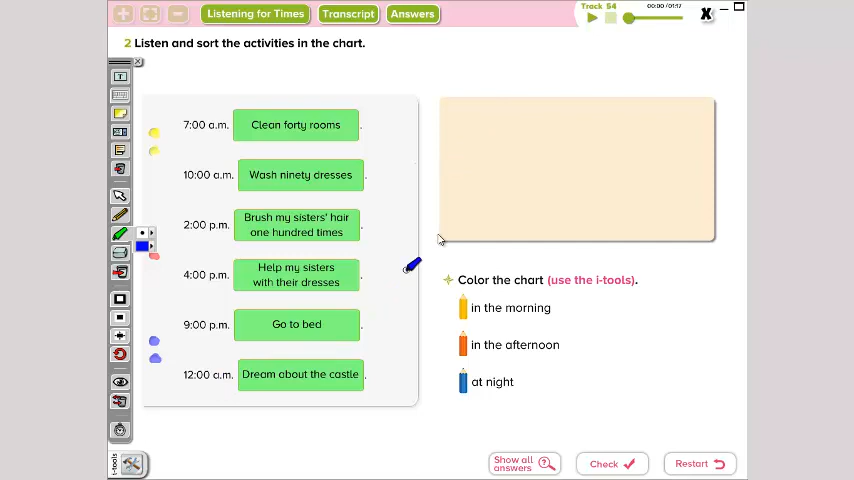 Listening for Times
Transcript
Answers
Track 54
00:00 / 01:17
X
2 Listen and sort the activities in the chart.
7:00 a.m. Clean forty rooms .
10:00 a.m. Wash ninety dresses .
2:00 p.m. Brush my sisters' hair
one hundred times .
4:00 p.m. Help my sisters
with their dresses .
9:00 p.m. Go to bed .
12:00 a.m. Dream about the castle .
Color the chart (use the i-tools).
in the morning
in the afternoon
at night
i-tools
Show all
answers
Check
Restart